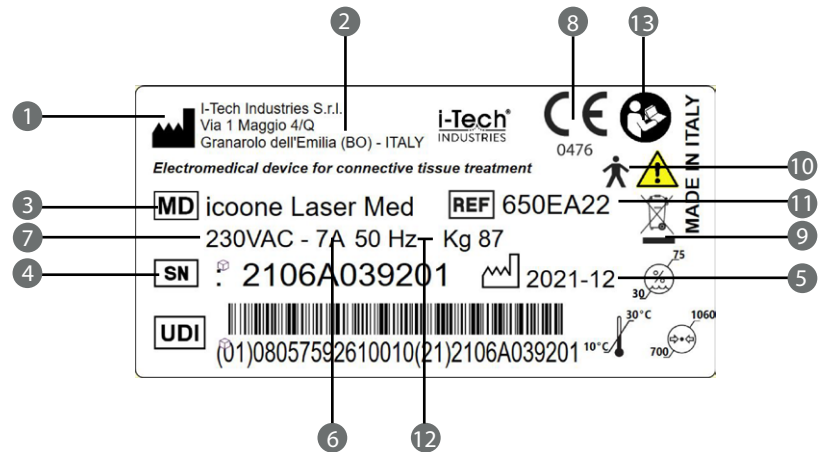 2
8
13
1
I-Tech Industries S.r.l.
Via 1 Maggio 4/Q
Granarolo dell'Emilia (BO) - ITALY
i-Tech®
INDUSTRIES
CE
0476
MADE IN ITALY
Electromedical device for connective tissue treatment
10
3
MD icoone Laser Med
REF 650EA22
11
7
230VAC - 7A 50 Hz - Kg 87
9
4
SN : 2106A039201
2021-12
5
75
%
30
UDI
(01)08057592610010(21)2106A039201
30°C
10°C
1060
700
6
12